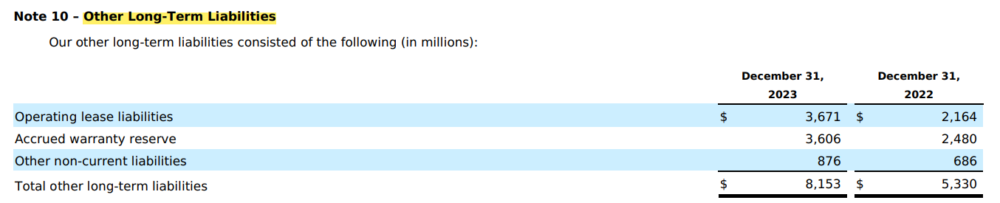 Note 10 – Other Long-Term Liabilities
Our other long-term liabilities consisted of the following (in millions):
December 31, December 31,
2023 2022
Operating lease liabilities $ 3,671 $ 2,164
Accrued warranty reserve 3,606 2,480
Other non-current liabilities 876 686
Total other long-term liabilities $ 8,153 $ 5,330